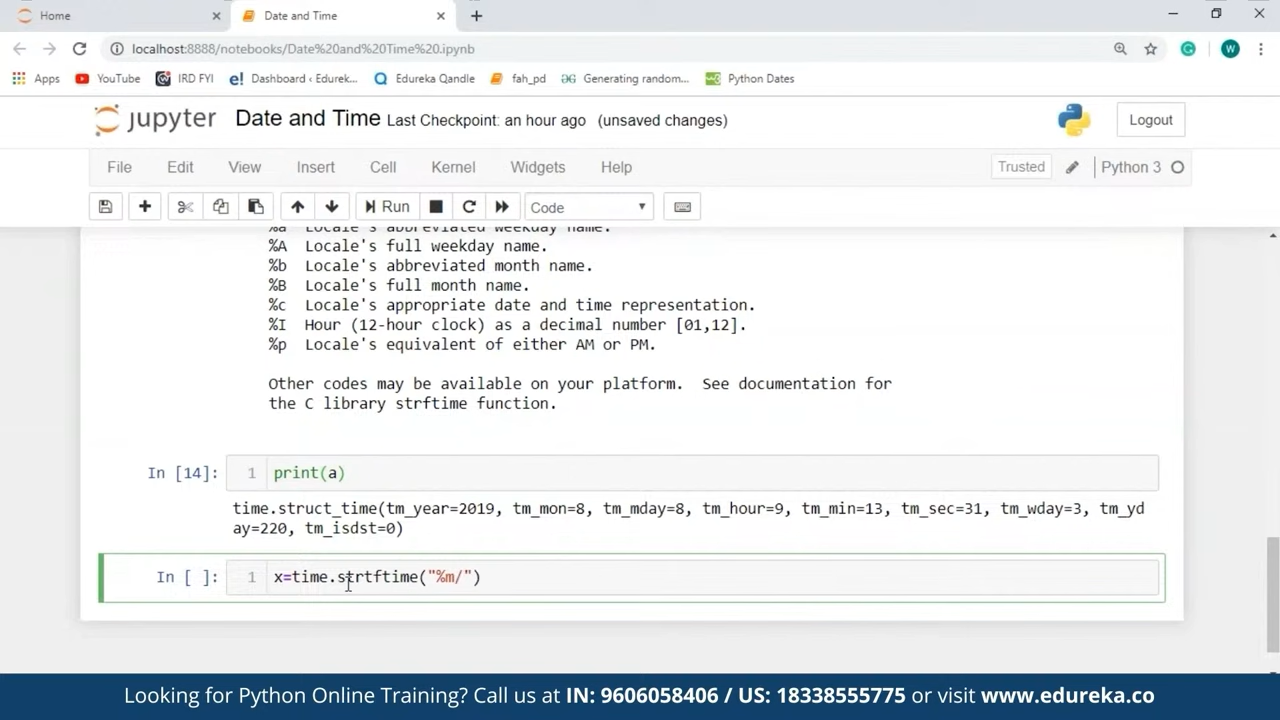 Home
Date and Time
localhost:8888/notebooks/Date%20and%20Time%20.ipynb
W
Apps
YouTube
IRD FYI
Dashboard ‹ Edurek...
Edureka Qandle
fah_pd
Generating random...
Python Dates
jupyter
Date and Time Last Checkpoint: an hour ago (unsaved changes)
Logout
File Edit View Insert Cell Kernel Widgets Help
Trusted
Python 3
Run
Code
%a Locale's abbreviated weekday name.
%A Locale's full weekday name.
%b Locale's abbreviated month name.
%B Locale's full month name.
%c Locale's appropriate date and time representation.
%I Hour (12-hour clock) as a decimal number [01,12].
%p Locale's equivalent of either AM or PM.
Other codes may be available on your platform. See documentation for
the C library strftime function.
In [14]: 1 print(a)
time.struct_time(tm_year=2019, tm_mon=8, tm_mday=8, tm_hour=9, tm_min=13, tm_sec=31, tm_wday=3, tm_yd
ay=220, tm_isdst=0)
In [ ]: 1 x=time.strtftime("%m/")
Looking for Python Online Training? Call us at IN: 9606058406 / US: 18338555775 or visit www.edureka.co